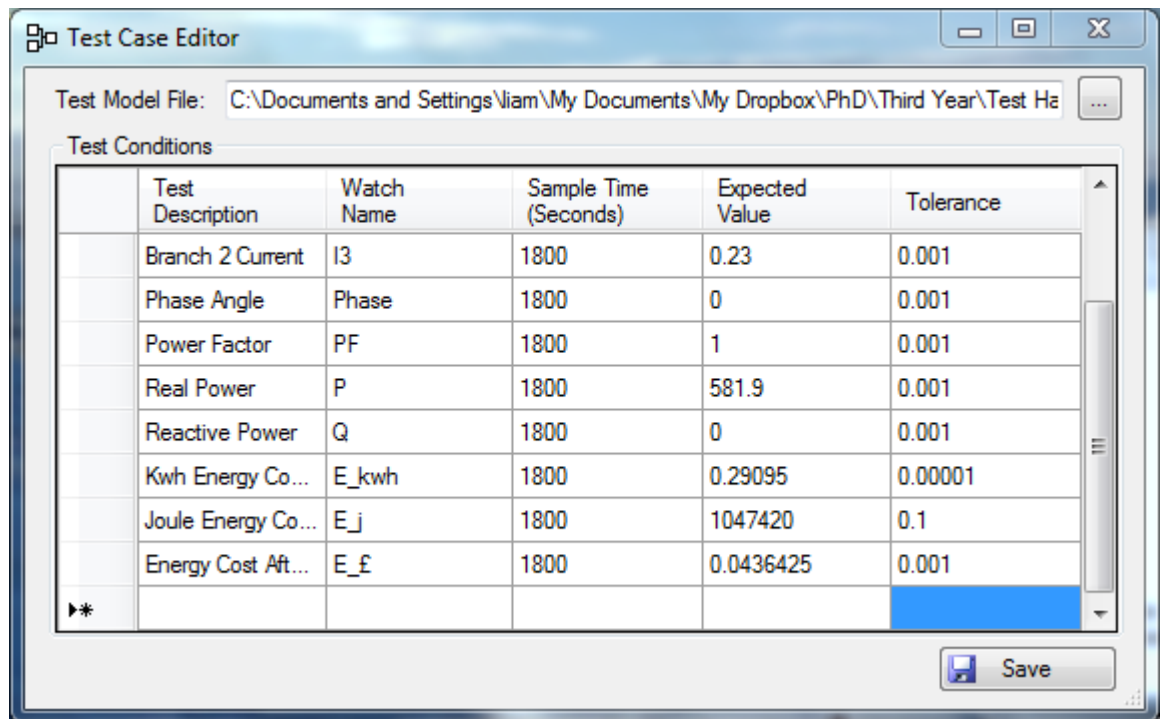 Test Case Editor
Test Model File: C:\Documents and Settings\liam\My Documents\My Dropbox\PhD\Third Year\Test Ha ...
Test Conditions
Test Description Watch Name Sample Time (Seconds) Expected Value Tolerance
Branch 2 Current I3 1800 0.23 0.001
Phase Angle Phase 1800 0 0.001
Power Factor PF 1800 1 0.001
Real Power P 1800 581.9 0.001
Reactive Power Q 1800 0 0.001
Kwh Energy Co... E_kwh 1800 0.29095 0.00001
Joule Energy Co... E_j 1800 1047420 0.1
Energy Cost Aft... E_£ 1800 0.0436425 0.001
Save